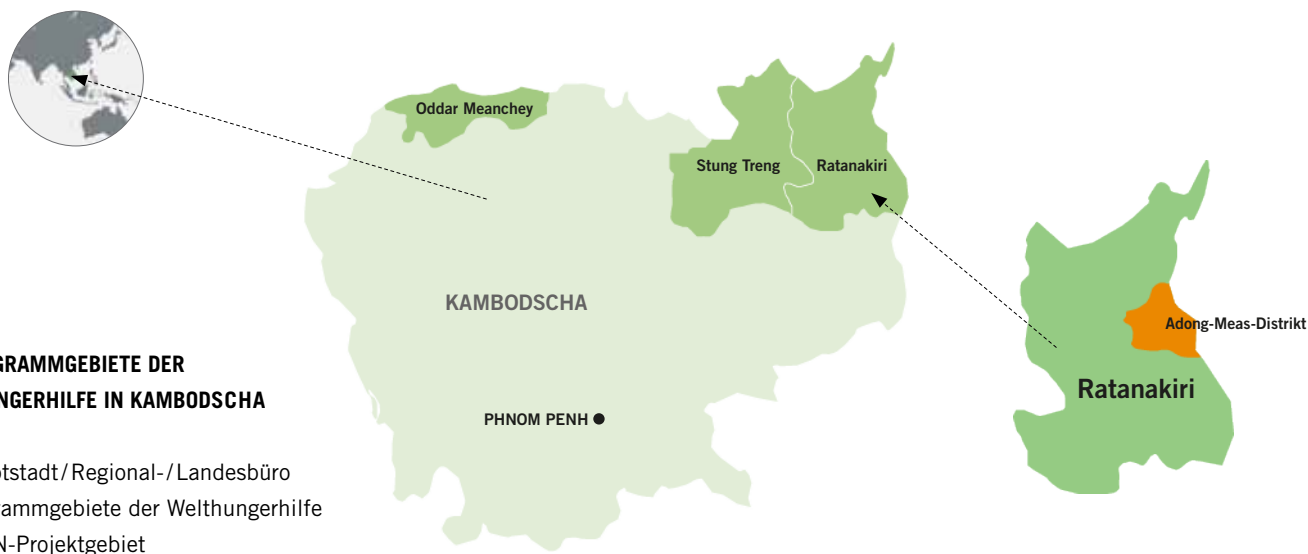 Oddar Meanchey
Stung Treng
Ratanakiri
KAMBODSCHA
PHNOM PENH
Adong-Meas-Distrikt
Ratanakiri
GRAMMGEBIETE DER
NGERHILFE IN KAMBODSCHA
tstadt/Regional-/Landesbüro
rammgebiete der Welthungerhilfe
N-Projektgebiet